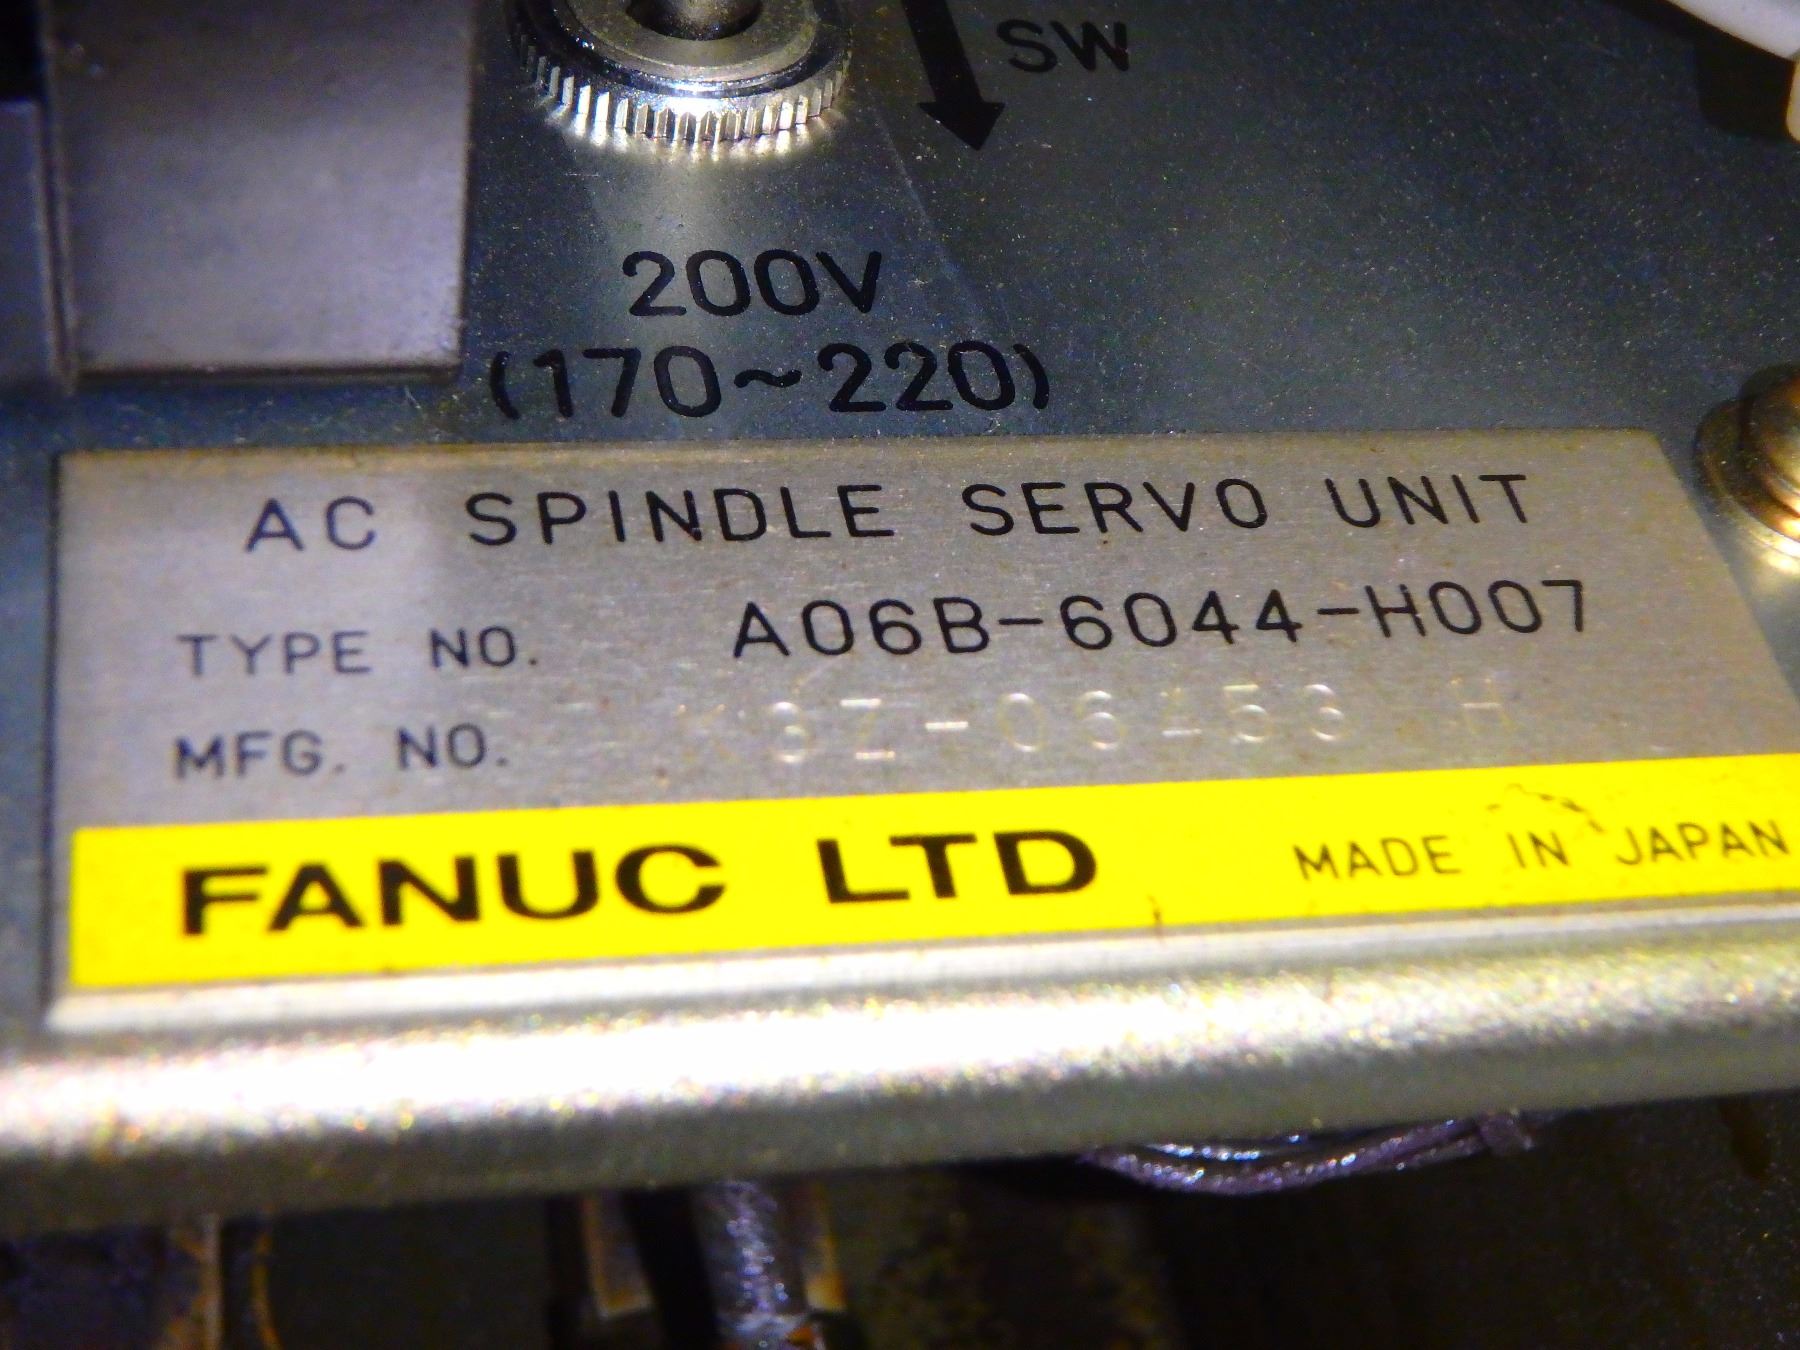 SW
200V
(170~220)
AC SPINDLE SERVO UNIT
TYPE NO. A06B-6044-H007
MFG. NO.
FANUC LTD MADE IN JAPAN